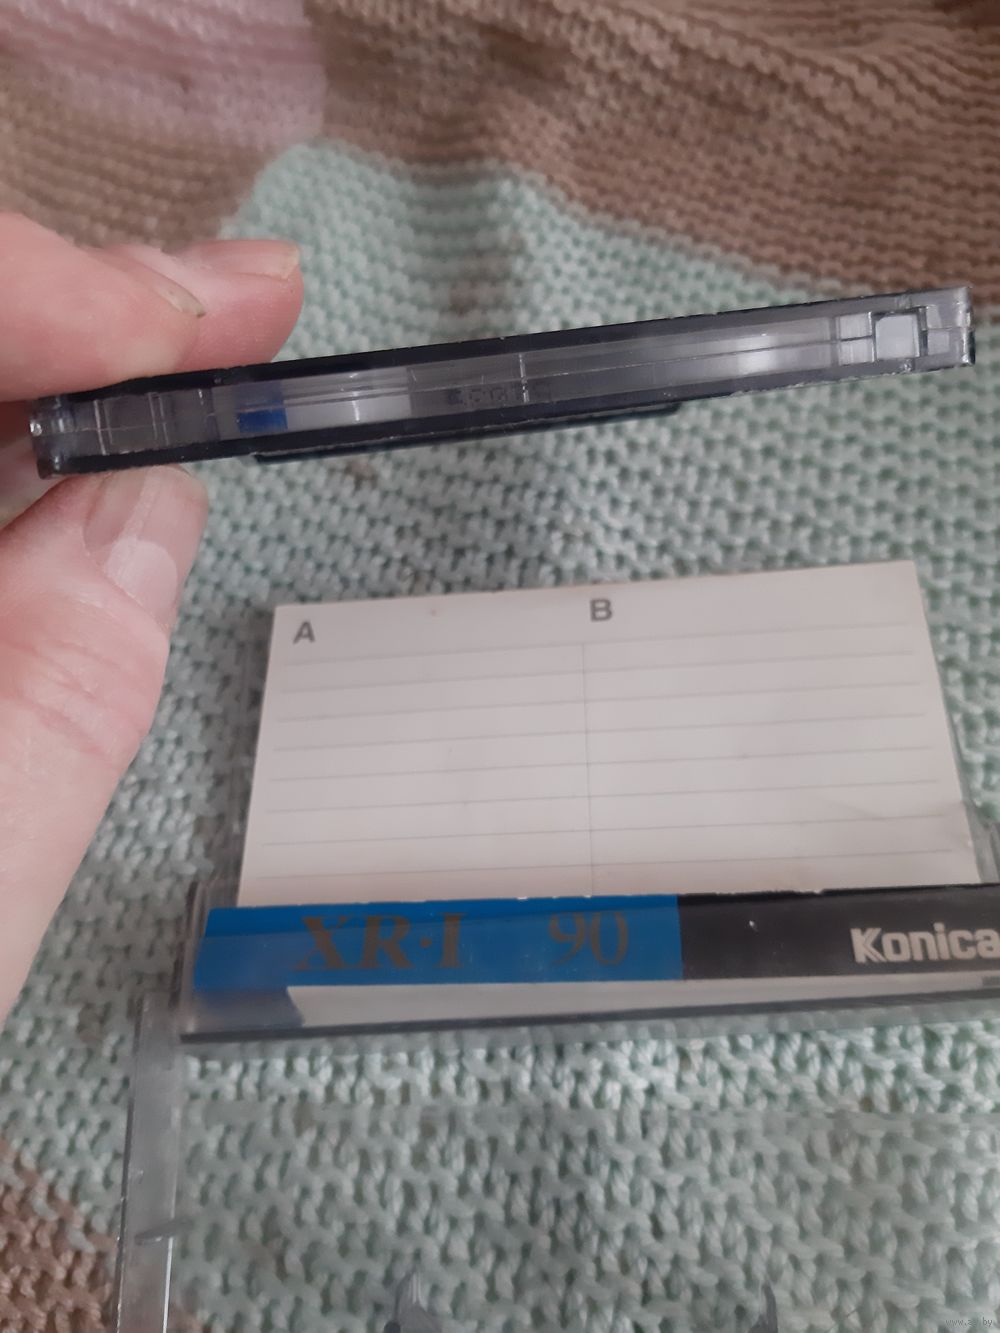 A
B
XR·I 90
Konica